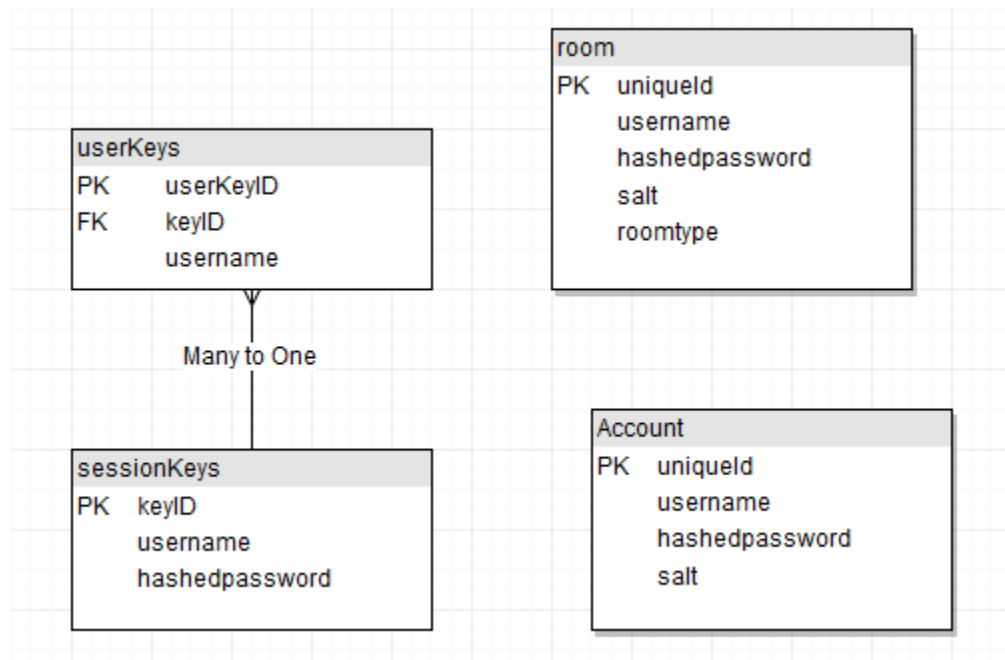 userKeys
PK userKeyID
FK keyID
username
Many to One
sessionKeys
PK keyID
username
hashedpassword
room
PK uniqueId
username
hashedpassword
salt
roomtype
Account
PK uniqueId
username
hashedpassword
salt